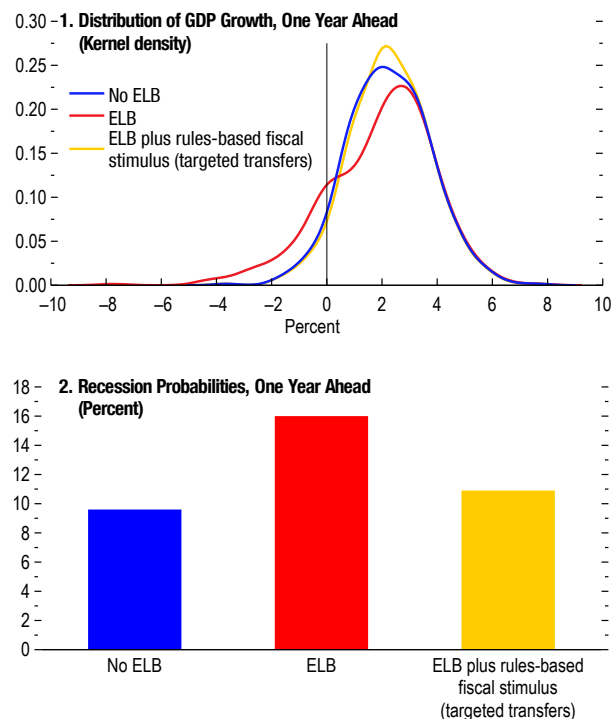 1. Distribution of GDP Growth, One Year Ahead
(Kernel density)
No ELB
ELB
ELB plus rules-based fiscal
stimulus (targeted transfers)
0.30
0.25
0.20
0.15
0.10
0.05
0.00
–10 –8 –6 –4 –2 0 2 4 6 8 10
Percent
2. Recession Probabilities, One Year Ahead
(Percent)
18
16
14
12
10
8
6
4
2
0
No ELB ELB ELB plus rules-based
fiscal stimulus
(targeted transfers)